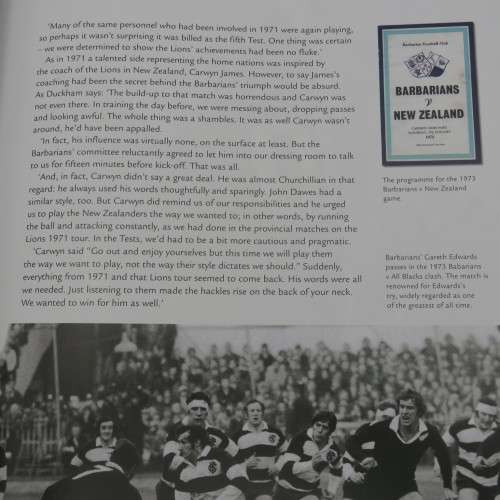 'Many of the same personnel who had been involved in 1971 were again playing,
so perhaps it wasn't surprising it was billed as the fifth Test. One thing was certain
– we were determined to show the Lions' achievements had been no fluke.'
As in 1971 a talented side representing the home nations was inspired by
the coach of the Lions in New Zealand, Carwyn James. However, to say James's
coaching had been the secret behind the Barbarians' triumph would be absurd.
As Duckham says: 'The build-up to that match was horrendous and Carwyn was
not even there. In training the day before, we were messing about, dropping passes
and looking awful. The whole thing was a shambles. It was as well Carwyn wasn't
around, he'd have been appalled.
'In fact, his influence was virtually none, on the surface at least. But the
Barbarians' committee reluctantly agreed to let him into our dressing room to talk
to us for fifteen minutes before kick-off. That was all.
'And, in fact, Carwyn didn't say a great deal. He was almost Churchillian in that
regard: he always used his words thoughtfully and sparingly. John Dawes had a
similar style, too. But Carwyn did remind us of our responsibilities and he urged
us to play the New Zealanders the way we wanted to; in other words, by running
the ball and attacking constantly, as we had done in the provincial matches on the
Lions 1971 tour. In the Tests, we'd had to be a bit more cautious and pragmatic.
'Carwyn said "Go out and enjoy yourselves but this time we will play them
the way we want to play, not the way their style dictates we should." Suddenly,
everything from 1971 and that Lions tour seemed to come back. His words were all
we needed. Just listening to them made the hackles rise on the back of your neck.
We wanted to win for him as well.'
Barbarian Football Club
BARBARIANS
v
NEW ZEALAND
1973
The programme for the 1973
Barbarians v New Zealand
game.
Barbarians' Gareth Edwards
passes in the 1973 Babarians
v All Blacks clash. The match is
renowned for Edwards's
try, widely regarded as one
of the greatest of all time.